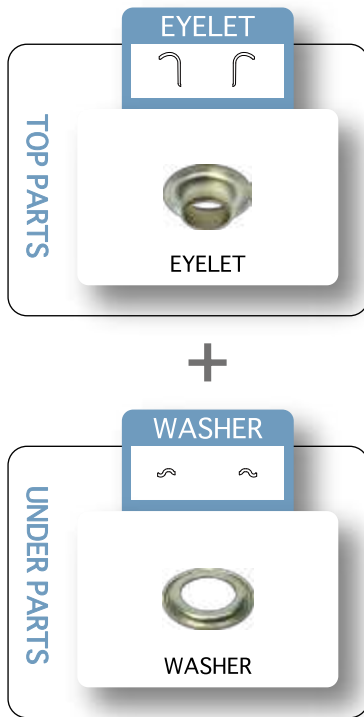 EYELET
TOP PARTS
EYELET
+
WASHER
UNDER PARTS
WASHER